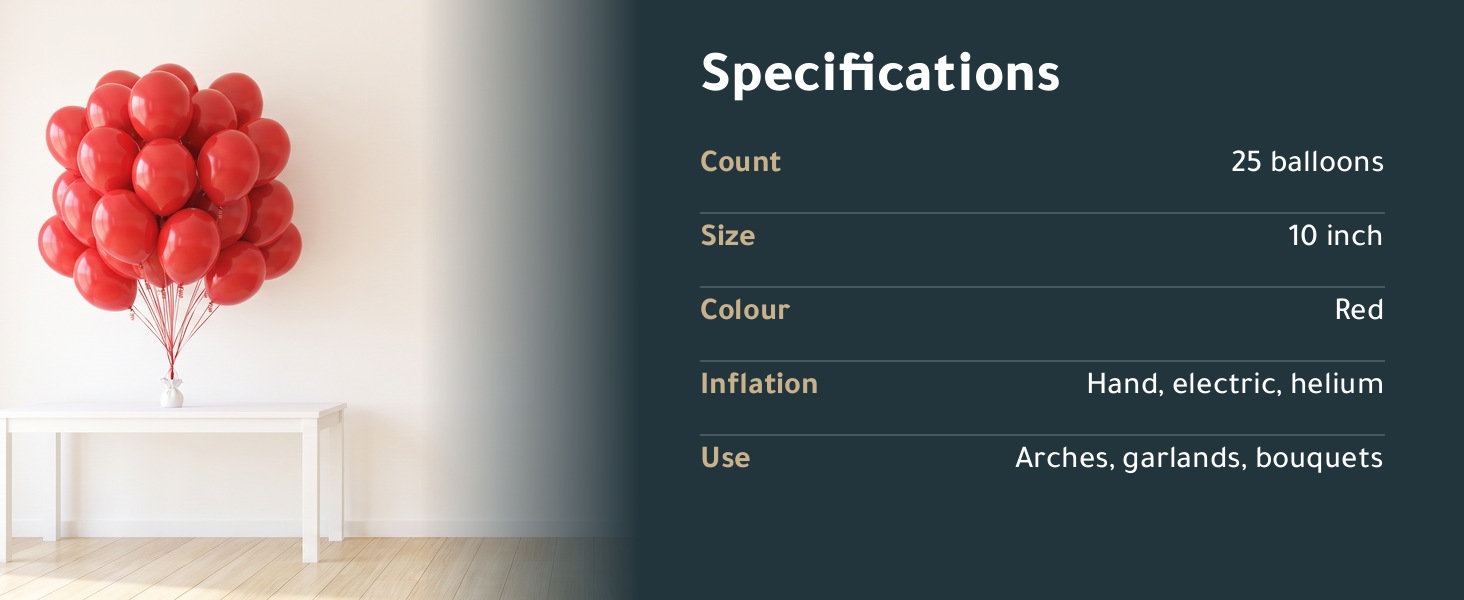 Specifications
Count 25 balloons
Size 10 inch
Colour Red
Inflation Hand, electric, helium
Use Arches, garlands, bouquets